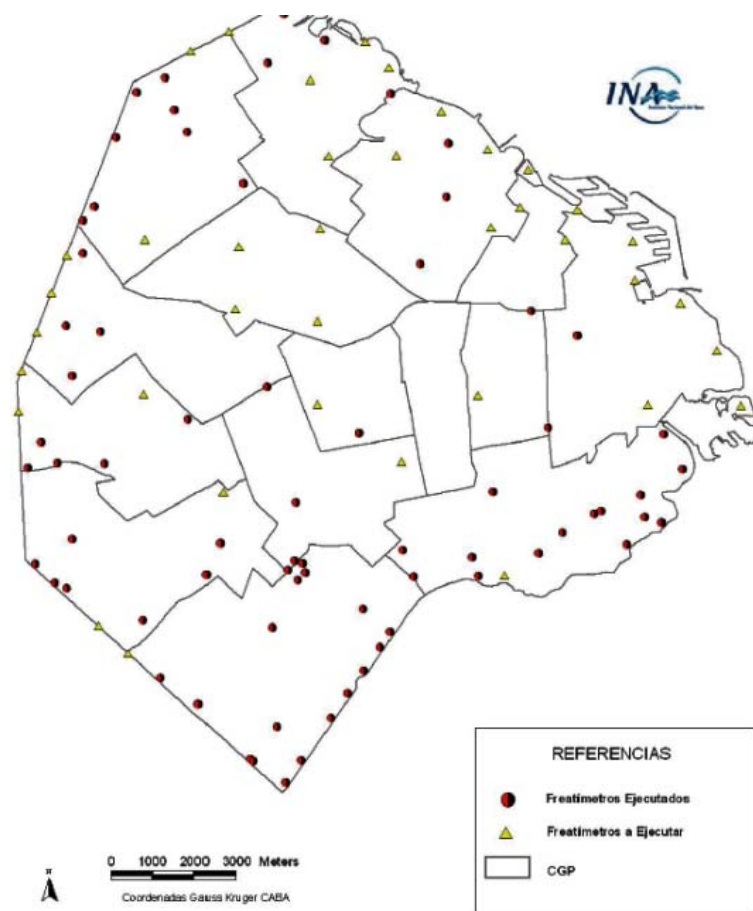 INA
REFERENCIAS
Freatímetros Ejecutados
Freatímetros a Ejecutar
CGP
0 1000 2000 3000 Meters
Coordenadas Gauss Kruger CABA